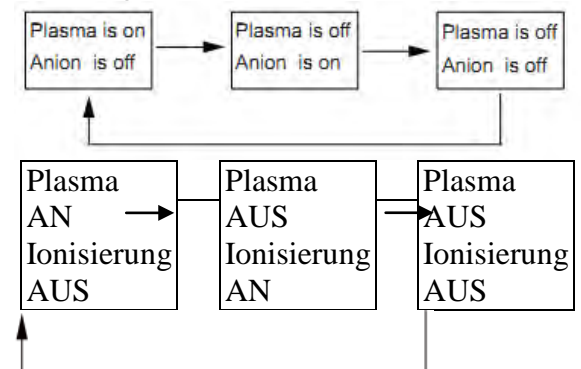 Plasma is on
Anion is off
Plasma is off
Anion is on
Plasma is off
Anion is off
Plasma
AN
Ionisierung
AUS
Plasma
AUS
Ionisierung
AN
Plasma
AUS
Ionisierung
AUS